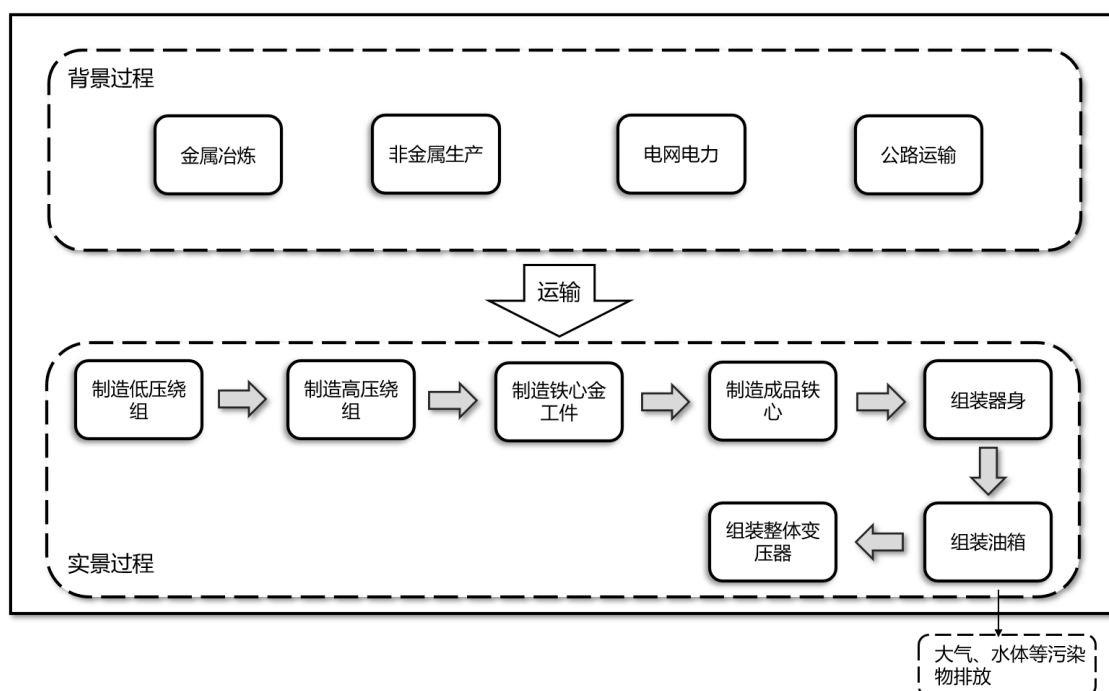 背景过程
金属冶炼
非金属生产
电网电力
公路运输
运输
制造低压绕
组
制造高压绕
组
制造铁心金
工件
制造成品铁
心
组装器身
组装整体变
压器
组装油箱
实景过程
大气、水体等污染
物排放